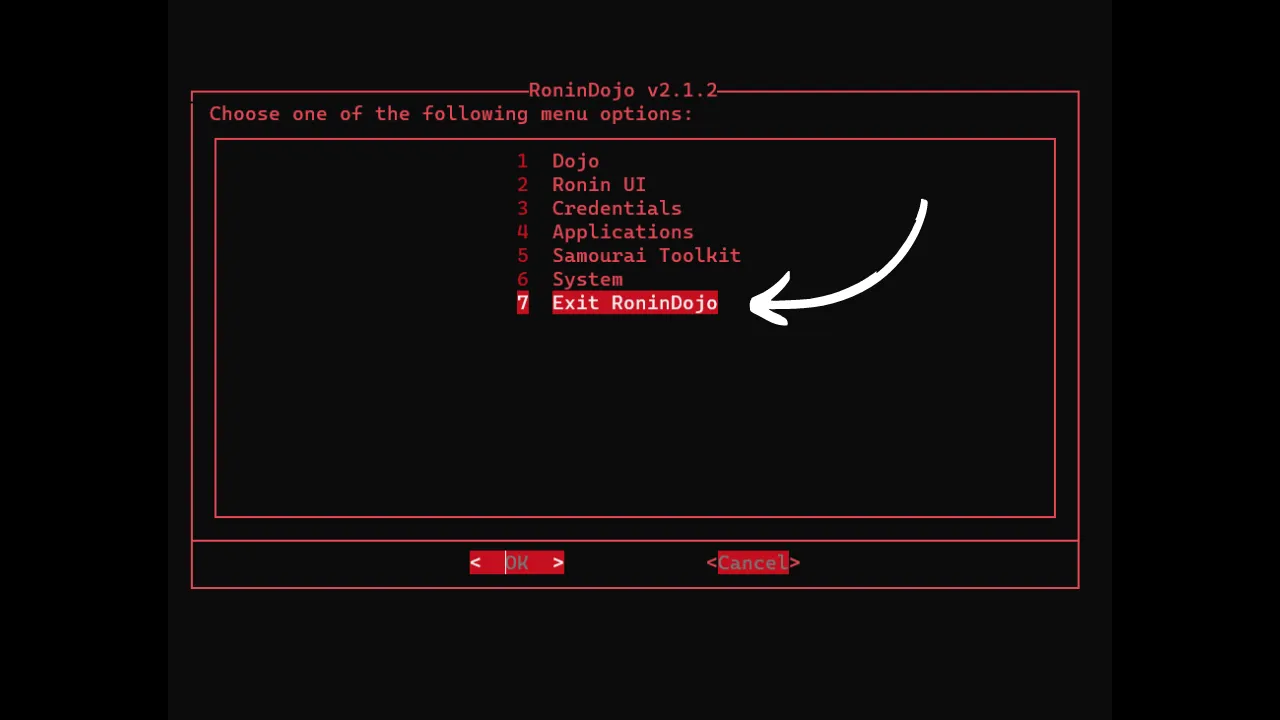 RoninDojo v2.1.2
Choose one of the following menu options:
1 Dojo
2 Ronin UI
3 Credentials
4 Applications
5 Samourai Toolkit
6 System
7 Exit RoninDojo
< OK > <Cancel>